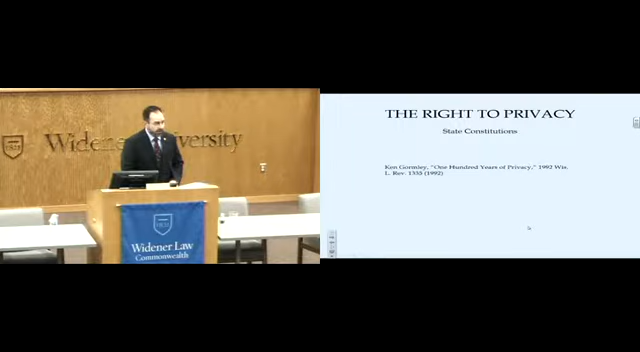 Widener University
Widener Law
Commonwealth
THE RIGHT TO PRIVACY
State Constitutions
Ken Gormley, "One Hundred Years of Privacy," 1992 Wis.
L. Rev. 1335 (1992)